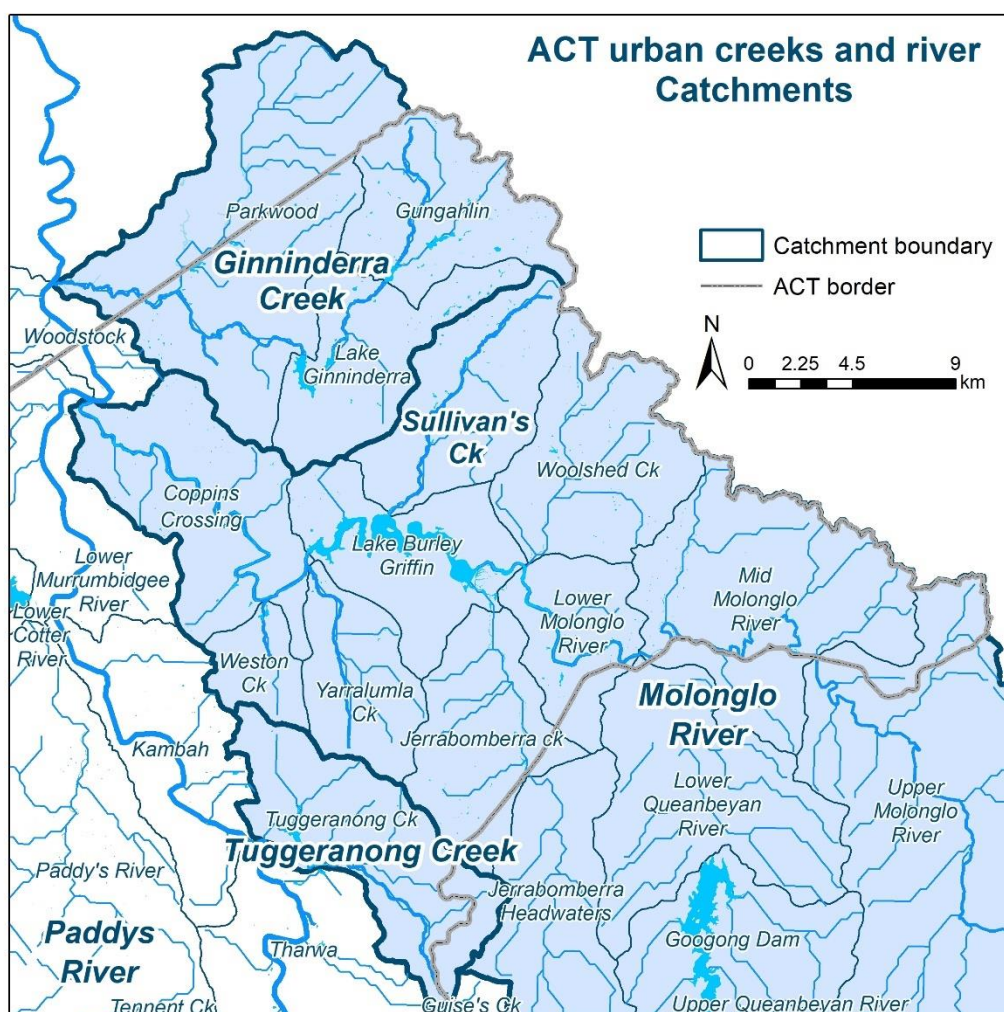 ACT urban creeks and river
Catchments
Parkwood
Gungahlin
Catchment boundary
Ginninderra
Creek
ACT border
Woodstock
N
Lake
Ginninderra
0 2.25 4.5 9
km
Sullivan's
Ck
Woolshed Ck
Coppins
Crossing
Lake Burley
Griffin
Lower
Murrumbidgee
River
Mid
Molonglo
River
Lower
Molonglo
River
Lower
Cotter
River
Weston
Ck
Yarralumla
Ck
Molonglo
River
Jerrabomberra ck
Kambah
Lower
Queanbeyan
River
Upper
Molonglo
River
Tuggeranong Ck
Tuggeranong Creek
Paddy's River
Jerrabomberra
Headwaters
Paddys
River
Tharwa
Googong Dam
Tennent Ck
Guise's Ck
Upper Queanbeyan River